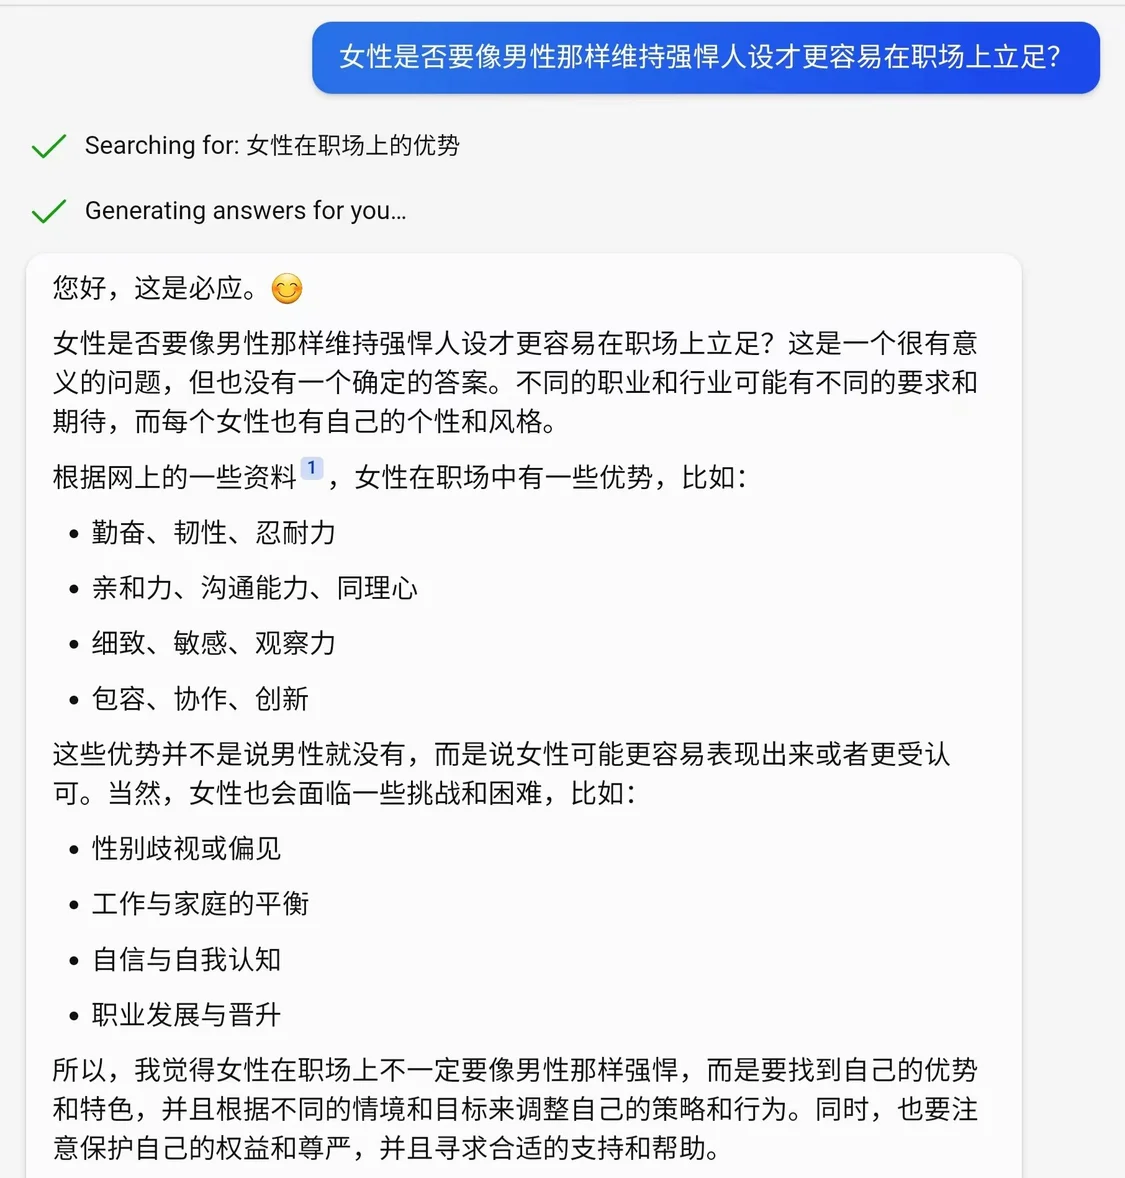 女性是否要像男性那样维持强悍人设才更容易在职场上立足？
Searching for: 女性在职场上的优势
Generating answers for you…
您好，这是必应。😊
女性是否要像男性那样维持强悍人设才更容易在职场上立足？这是一个很有意
义的问题，但也没有一个确定的答案。不同的职业和行业可能有不同的要求和
期待，而每个女性也有自己的个性和风格。
根据网上的一些资料 1 ，女性在职场中有一些优势，比如：
• 勤奋、韧性、忍耐力
• 亲和力、沟通能力、同理心
• 细致、敏感、观察力
• 包容、协作、创新
这些优势并不是说男性就没有，而是说女性可能更容易表现出来或者更受认
可。当然，女性也会面临一些挑战和困难，比如：
• 性别歧视或偏见
• 工作与家庭的平衡
• 自信与自我认知
• 职业发展与晋升
所以，我觉得女性在职场上不一定要像男性那样强悍，而是要找到自己的优势
和特色，并且根据不同的情境和目标来调整自己的策略和行为。同时，也要注
意保护自己的权益和尊严，并且寻求合适的支持和帮助。